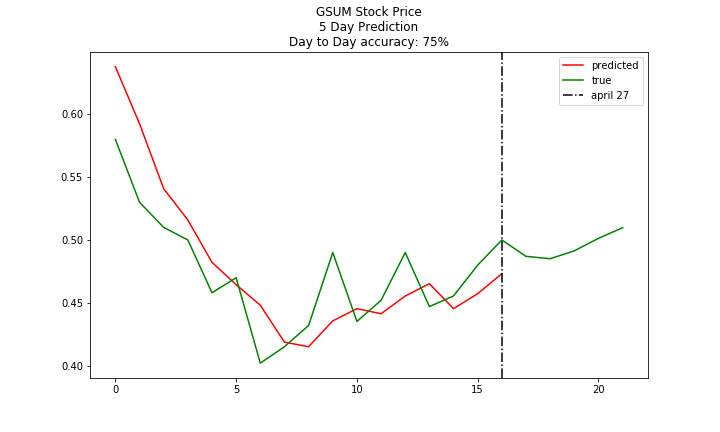 GSUM Stock Price
5 Day Prediction
Day to Day accuracy: 75%
predicted
true
april 27
0.60
0.55
0.50
0.45
0.40
0 5 10 15 20